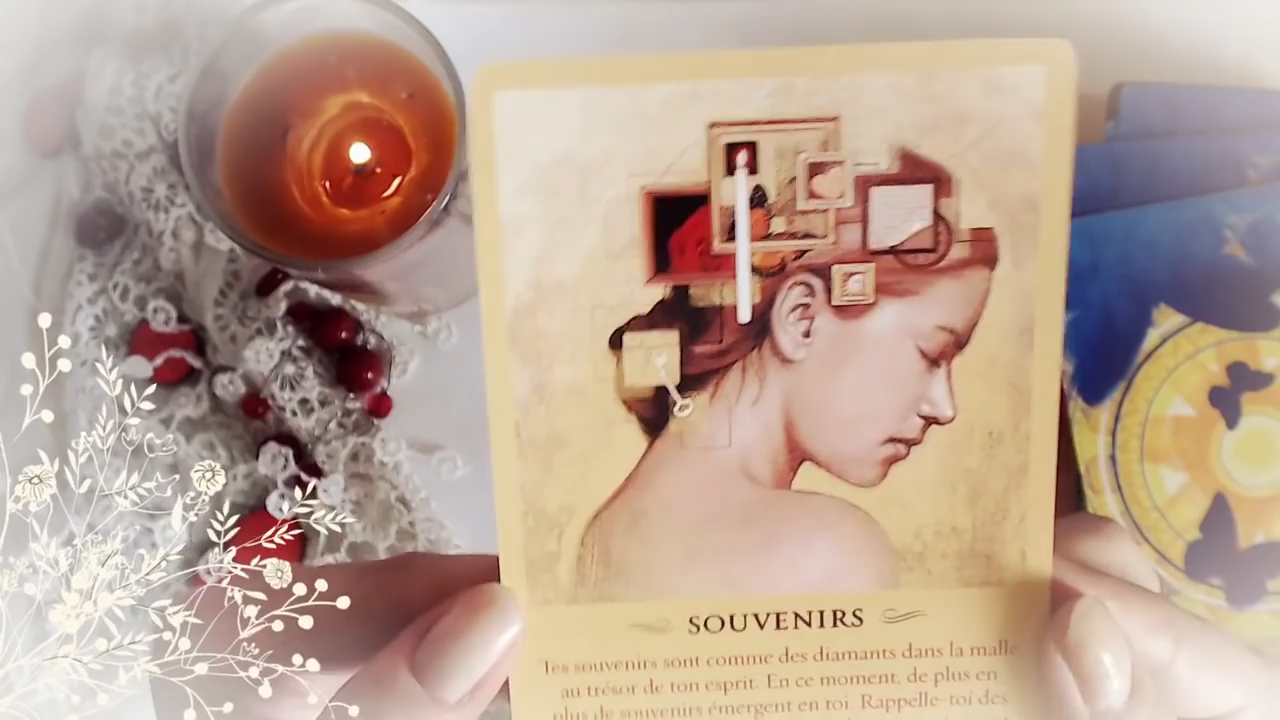 SOUVENIRS
Tes souvenirs sont comme des diamants dans la malle
au trésor de ton esprit. En ce moment, de plus en
plus de souvenirs émergent en toi. Rappelle-toi des